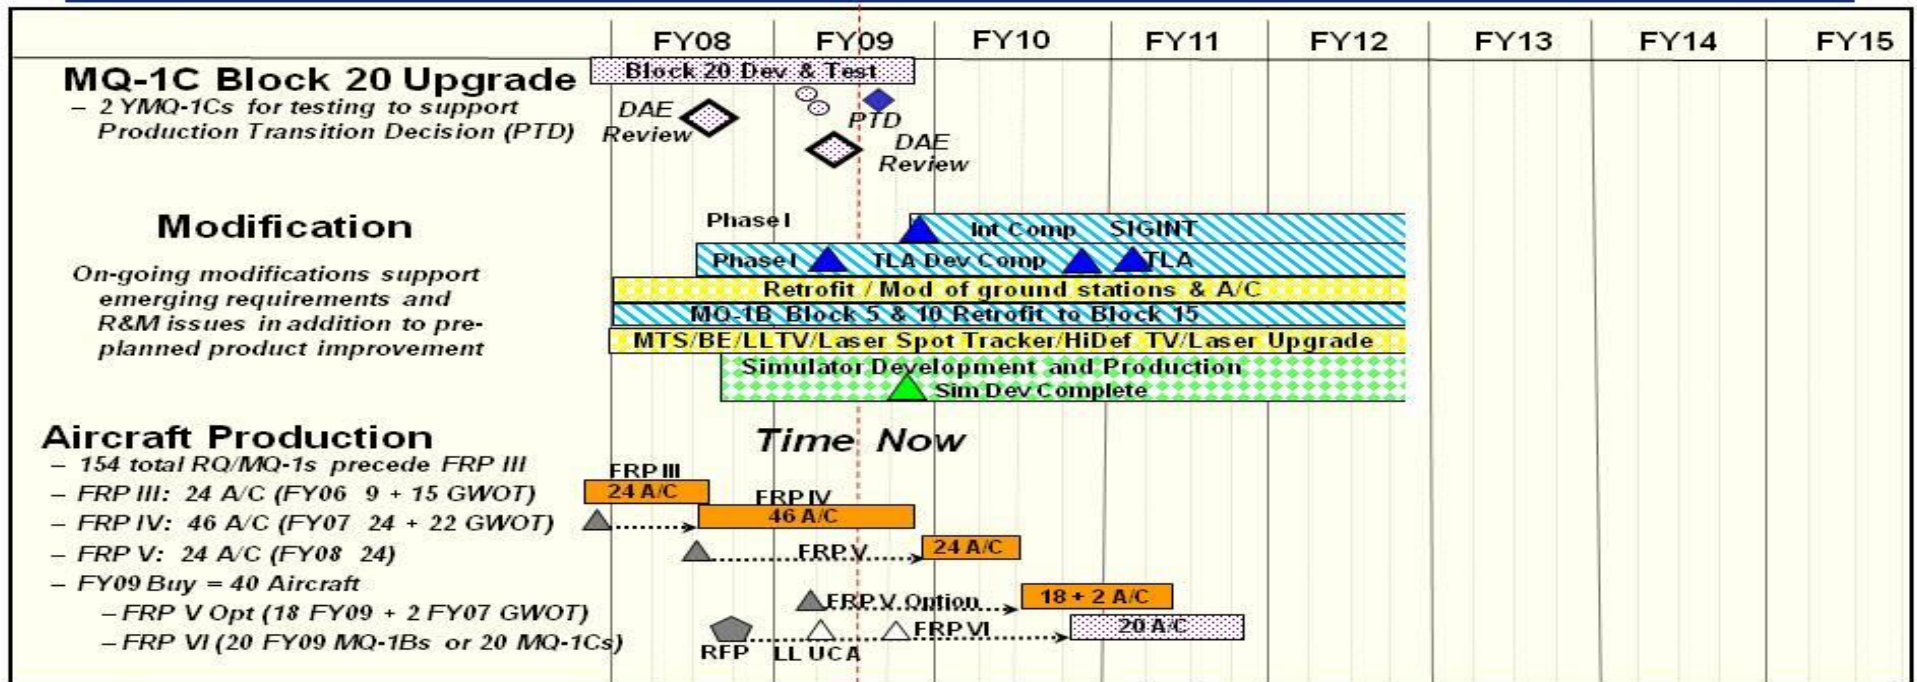 FY08 FY09 FY10 FY11 FY12 FY13 FY14 FY15
MQ-1C Block 20 Upgrade
– 2 YMQ-1Cs for testing to support
Production Transition Decision (PTD)
Block 20 Dev & Test
DAE
Review
PTD
DAE
Review
Modification
On-going modifications support
emerging requirements and
R&M issues in addition to pre-
planned product improvement
Phase I
Int Comp SIGINT
Phase I TLA Dev Comp TLA
Retrofit / Mod of ground stations & A/C
MQ-1B Block 5 & 10 Retrofit to Block 15
MTS/BE/LLTV/Laser Spot Tracker/HiDef TV/Laser Upgrade
Simulator Development and Production
Sim Dev Complete
Time Now
Aircraft Production
– 154 total RQ/MQ-1s precede FRP III
– FRP III: 24 A/C (FY06 9 + 15 GWOT)
– FRP IV: 46 A/C (FY07 24 + 22 GWOT)
– FRP V: 24 A/C (FY08 24)
– FY09 Buy = 40 Aircraft
– FRP V Opt (18 FY09 + 2 FY07 GWOT)
– FRP VI (20 FY09 MQ-1Bs or 20 MQ-1Cs)
FRP III
24 A/C
FRP IV
46 A/C
FRP V
24 A/C
FRP V Option
18 + 2 A/C
FRP VI
20 A/C
RFP LL UCA